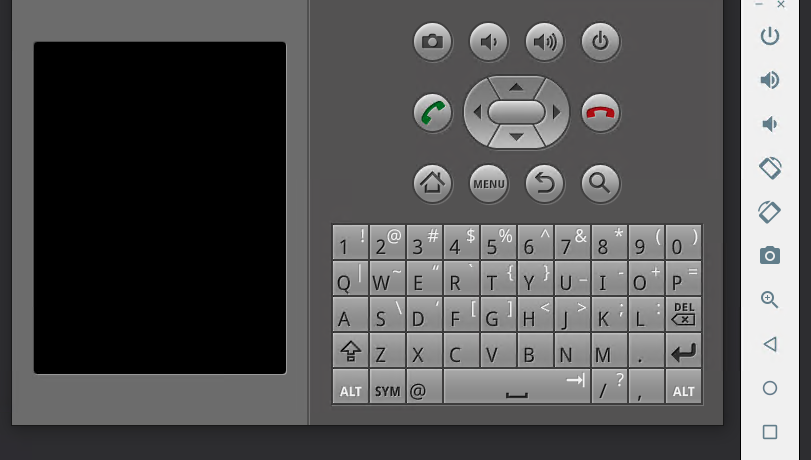 MENU
1 ! 2 @ 3 # 4 $ 5 % 6 ^ 7 & 8 * 9 ( 0 )
Q | W ~ E “ R ` T { Y } U _ I - O + P =
A S \ D ‘ F [ G ] H < J > K ; L : DEL
Z X C V B N M .
ALT SYM @ / ? , ALT